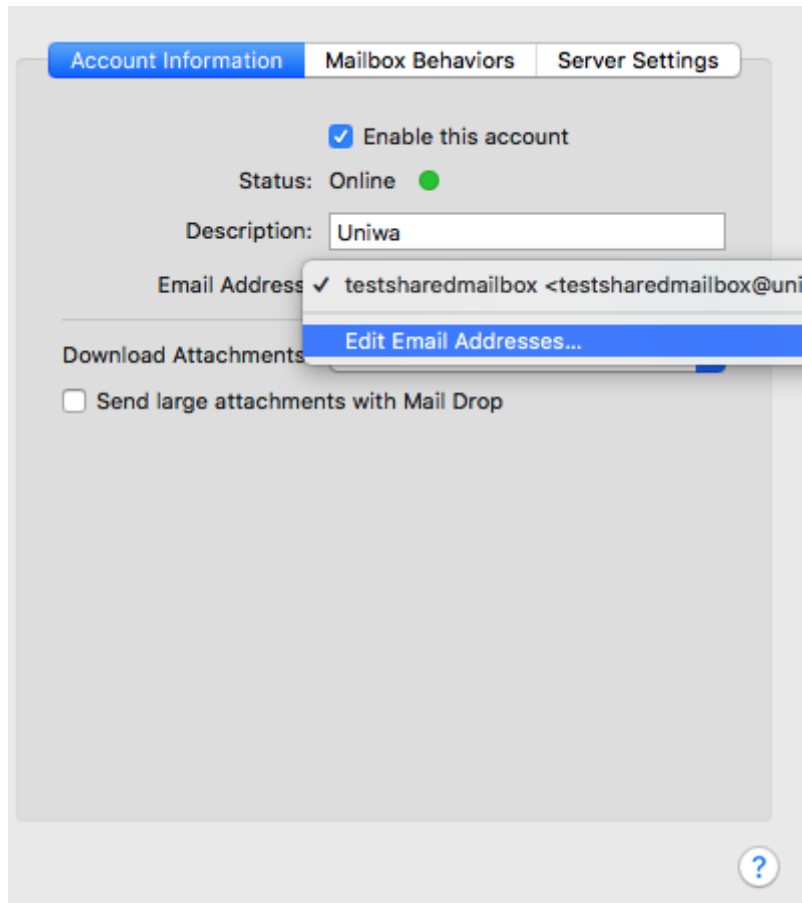 Account Information Mailbox Behaviors Server Settings
Enable this account
Status: Online
Description: Uniwa
Email Address testsharedmailbox <testsharedmailbox@uni
Edit Email Addresses...
Download Attachments
Send large attachments with Mail Drop
?